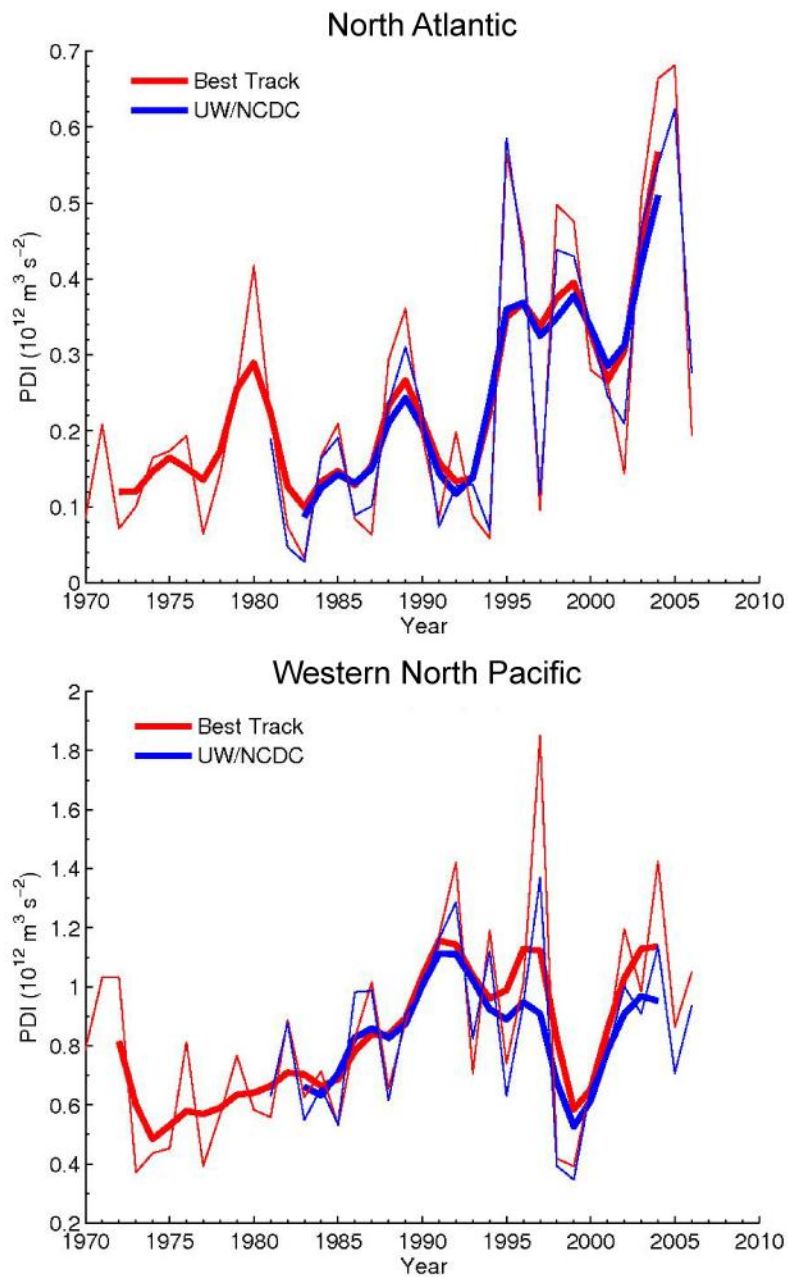 North Atlantic
0.7
0.6
0.5
0.4
0.3
0.2
0.1
0
PDI (10¹² m³ s⁻²)
Best Track
UW/NCDC
1970 1975 1980 1985 1990 1995 2000 2005 2010
Year
Western North Pacific
2
1.8
1.6
1.4
1.2
1
0.8
0.6
0.4
0.2
PDI (10¹² m³ s⁻²)
Best Track
UW/NCDC
1970 1975 1980 1985 1990 1995 2000 2005 2010
Year